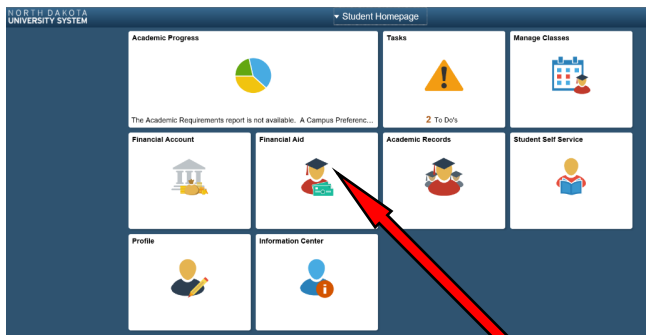 NORTH DAKOTA
UNIVERSITY SYSTEM
Student Homepage
Academic Progress
Tasks
Manage Classes
The Academic Requirements report is not available. A Campus Preferenc...
2 To Do's
Financial Account
Financial Aid
Academic Records
Student Self Service
Profile
Information Center